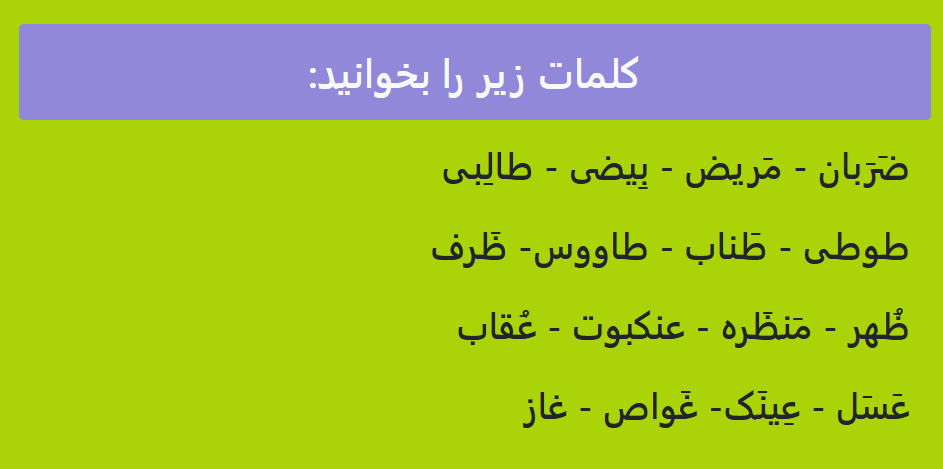 کلمات زیر را بخوانید:
ضَرَبان - مَریض - بِیضی - طالِبی
طوطی - طَناب - طاووس- ظَرف
ظُهر - مَنظَره - عنکبوت - عُقاب
عَسَل - عِینَک- غَواص - غاز